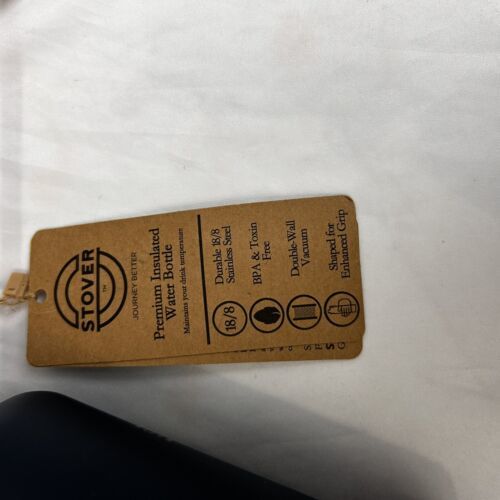 STOVER
TM
JOURNEY BETTER
Premium Insulated
Water Bottle
Maintains your drink temperature
18/8
Durable 18/8
Stainless Steel
BPA & Toxin
Free
Double-Wall
Vacuum
Shaped for
Enhanced Grip